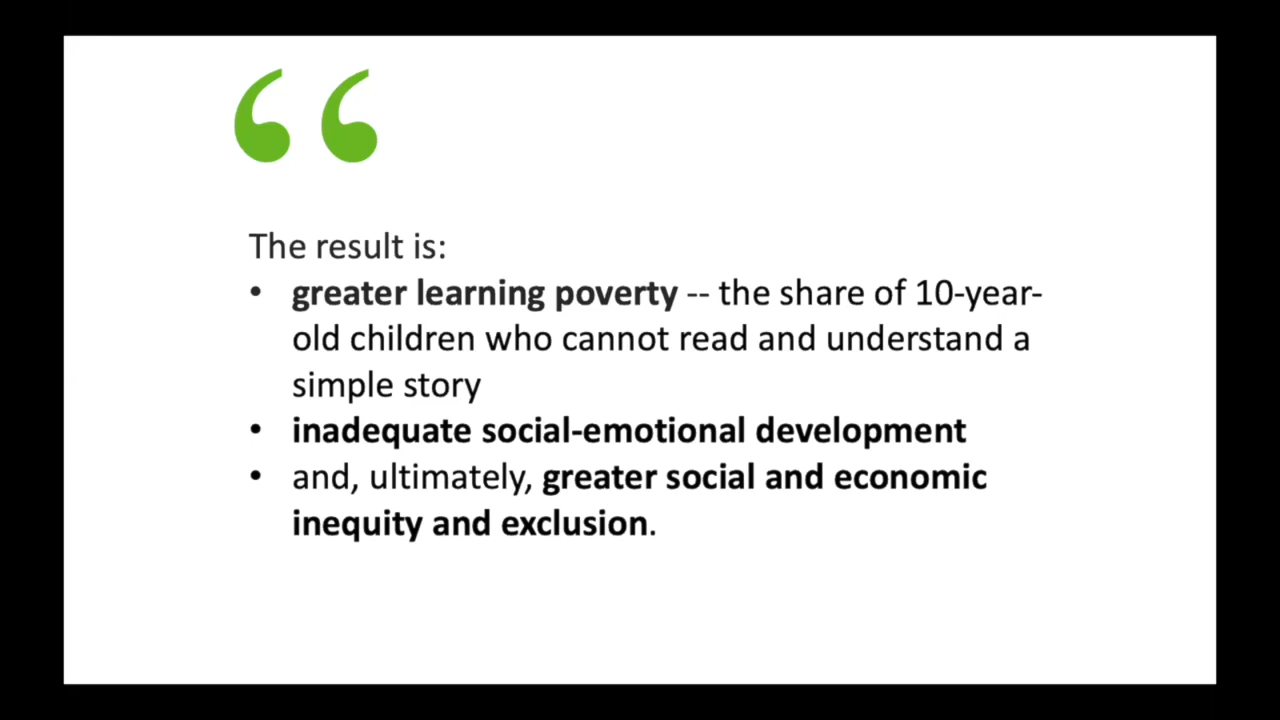 “
The result is:
• greater learning poverty -- the share of 10-year-
old children who cannot read and understand a
simple story
• inadequate social-emotional development
• and, ultimately, greater social and economic
inequity and exclusion.